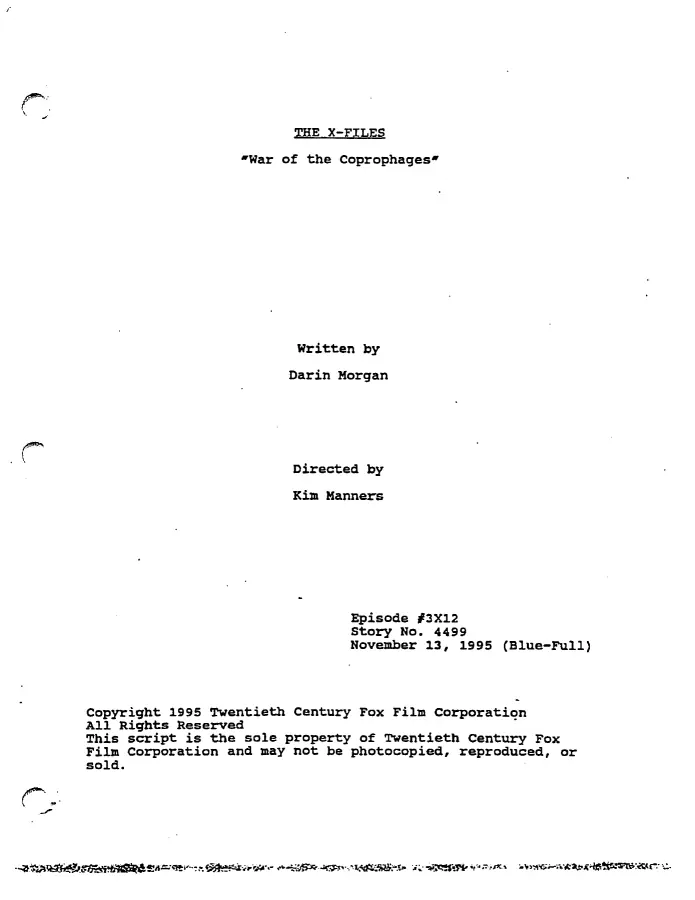 THE X-FILES
"War of the Coprophages"
Written by
Darin Morgan
Directed by
Kim Manners
Episode #3X12
Story No. 4499
November 13, 1995 (Blue-Full)
Copyright 1995 Twentieth Century Fox Film Corporation
All Rights Reserved
This script is the sole property of Twentieth Century Fox
Film Corporation and may not be photocopied, reproduced, or
sold.